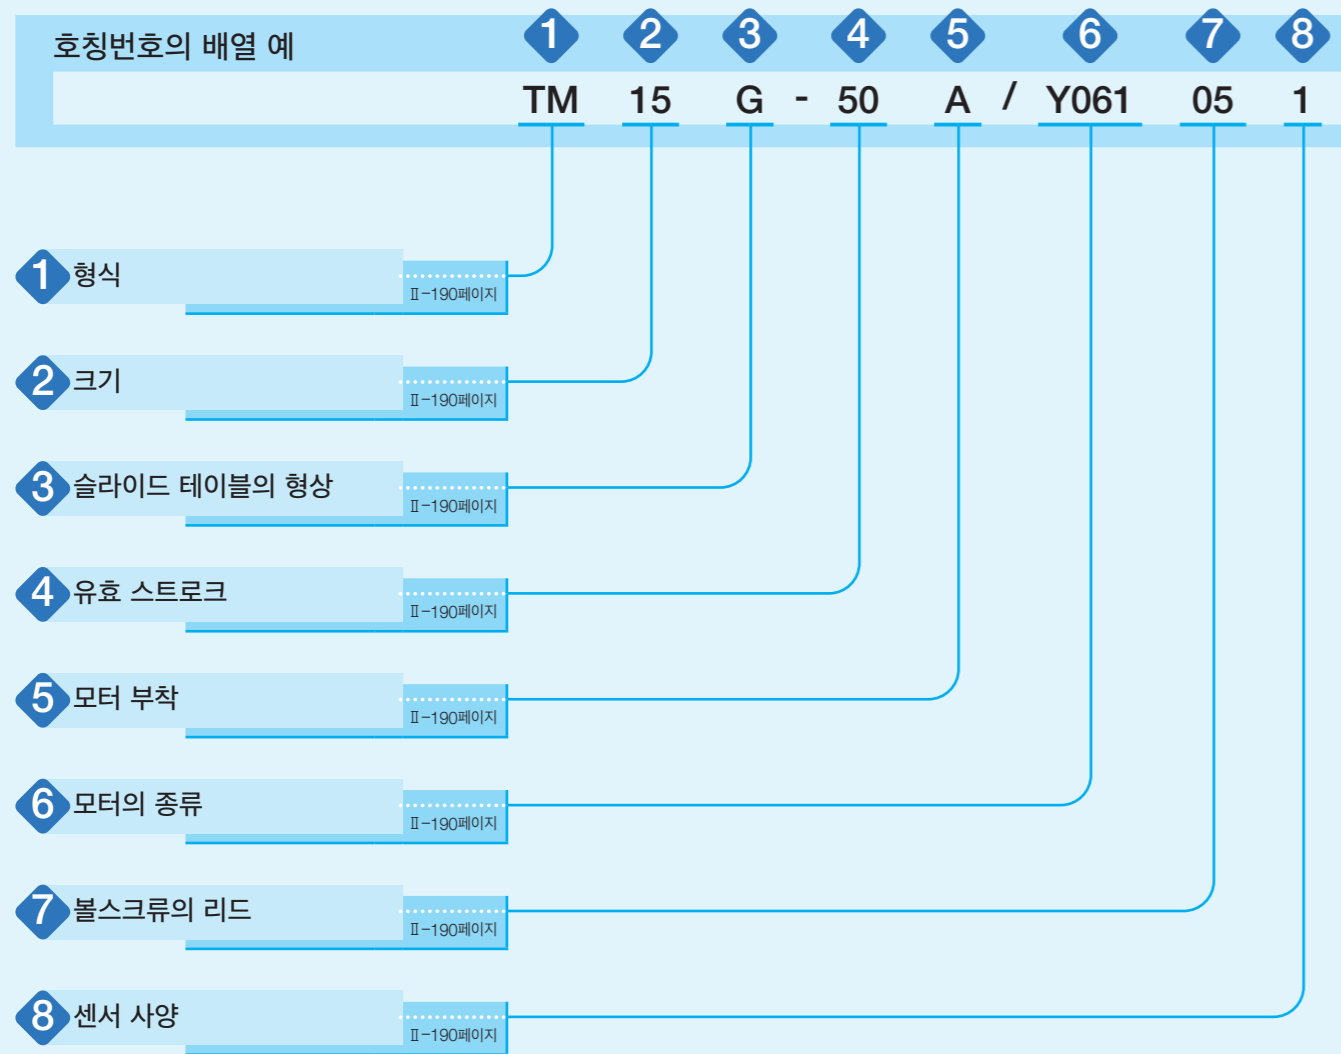 호칭번호의 배열 예
1 2 3 4 5 6 7 8
TM 15 G - 50 A / Y061 05 1
1 형식
Ⅱ-190페이지
2 크기
Ⅱ-190페이지
3 슬라이드 테이블의 형상
Ⅱ-190페이지
4 유효 스트로크
Ⅱ-190페이지
5 모터 부착
Ⅱ-190페이지
6 모터의 종류
Ⅱ-190페이지
7 볼스크류의 리드
Ⅱ-190페이지
8 센서 사양
Ⅱ-190페이지